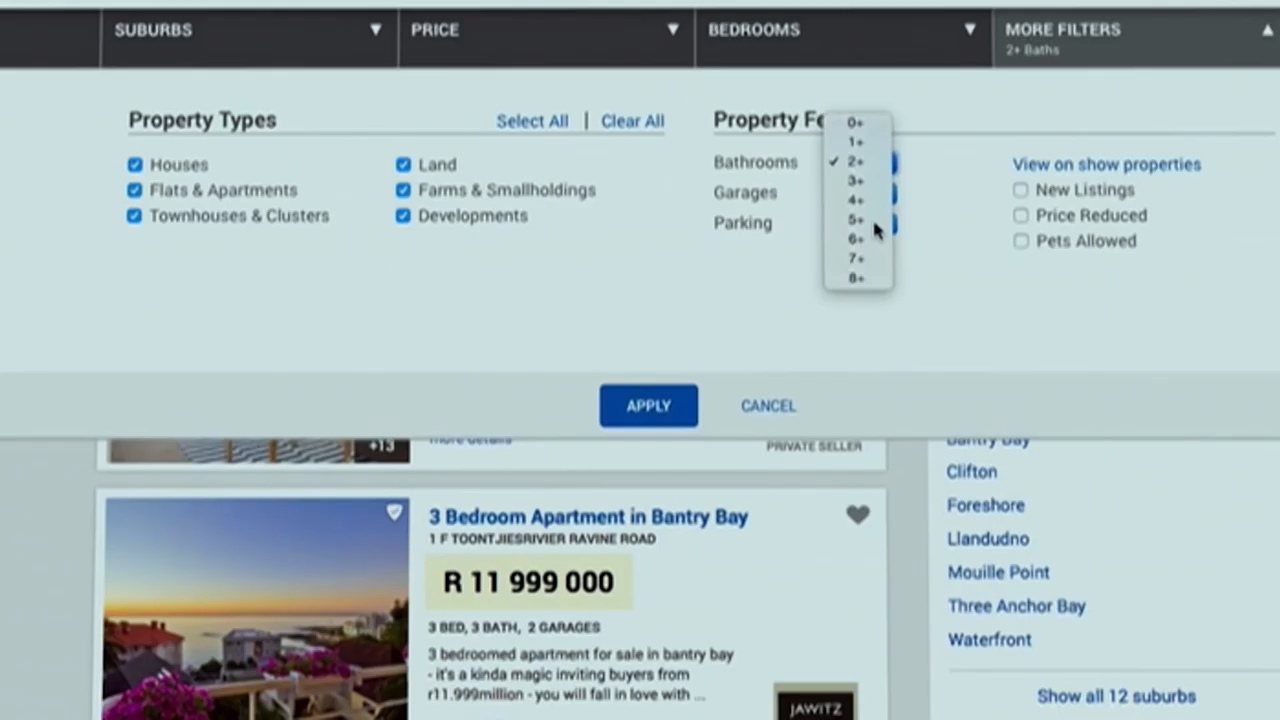 SUBURBS ▼ PRICE ▼ BEDROOMS ▼ MORE FILTERS ▲
2+ Baths
Property Types Select All | Clear All
Houses
Flats & Apartments
Townhouses & Clusters
Land
Farms & Smallholdings
Developments
Property Fe
Bathrooms
Garages
Parking
0+
1+
✓ 2+
3+
4+
5+
6+
7+
8+
View on show properties
New Listings
Price Reduced
Pets Allowed
APPLY CANCEL
+13
more details
PRIVATE SELLER
3 Bedroom Apartment in Bantry Bay
1 F TOONTJIESRIVIER RAVINE ROAD
R 11 999 000
3 BED, 3 BATH, 2 GARAGES
3 bedroomed apartment for sale in bantry bay
- it's a kinda magic inviting buyers from
r11.999million - you will fall in love with ...
JAWITZ
Bantry Bay
Clifton
Foreshore
Llandudno
Mouille Point
Three Anchor Bay
Waterfront
Show all 12 suburbs